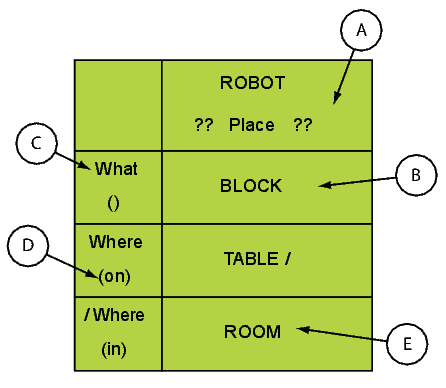 A
ROBOT
?? Place ??
C
What
()
BLOCK
B
D
Where
(on)
TABLE /
/ Where
(in)
ROOM
E